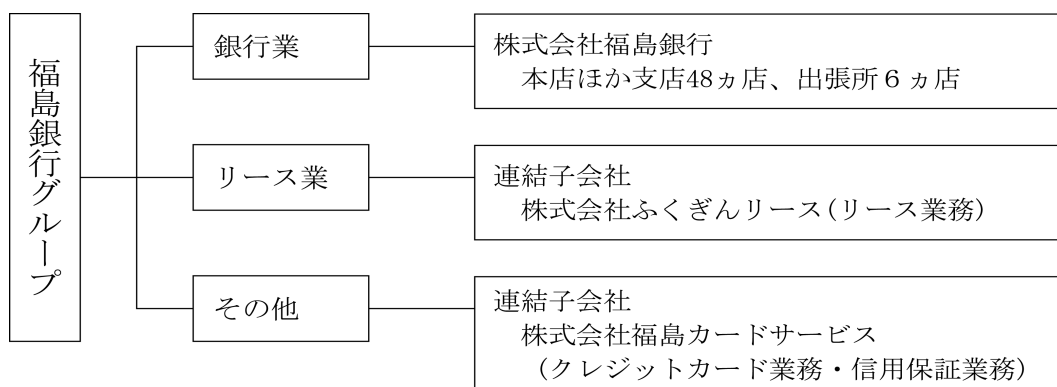 福島銀行グループ
銀行業
株式会社福島銀行
本店ほか支店48ヵ店、出張所６ヵ店
リース業
連結子会社
株式会社ふくぎんリース(リース業務)
その他
連結子会社
株式会社福島カードサービス
(クレジットカード業務・信用保証業務)